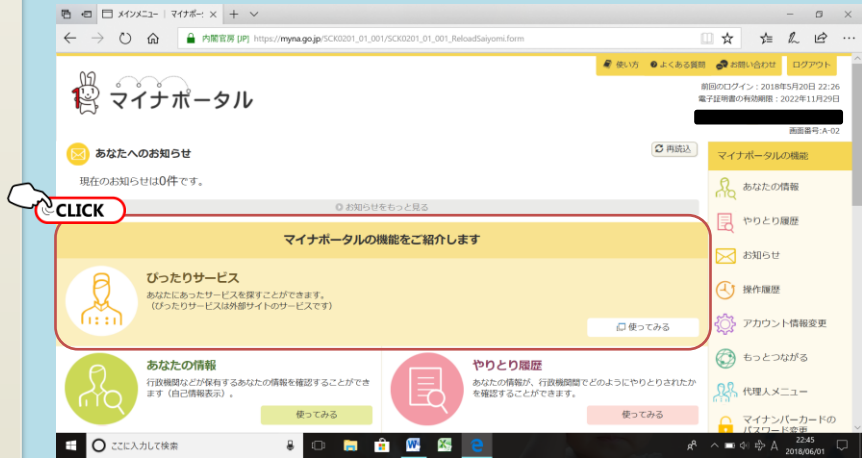 メインメニュー | マイナポー
内閣官房 [JP] https://myna.go.jp/SCK0201_01_001/SCK0201_01_001_ReloadSaiyomi.form
使い方 よくある質問 お問い合わせ ログアウト
マイナポータル
前回のログイン:2018年5月20日 22:26
電子証明書の有効期限:2022年11月29日
画面番号:A-02
あなたへのお知らせ
再読込
現在のお知らせは0件です。
お知らせをもっと見る
CLICK
マイナポータルの機能をご紹介します
ぴったりサービス
あなたにあったサービスを探すことができます。
(ぴったりサービスは外部サイトのサービスです)
使ってみる
あなたの情報
行政機関などが保有するあなたの情報を確認することができ
ます(自己情報表示)。
使ってみる
やりとり履歴
あなたの情報が、行政機関間でどのようにやりとりされたか
を確認することができます。
使ってみる
マイナポータルの機能
あなたの情報
やりとり履歴
お知らせ
操作履歴
アカウント情報変更
もっとつながる
代理人メニュー
マイナンバーカードの
パスワード変更
ここに入力して検索
A
22:45
2018/06/01